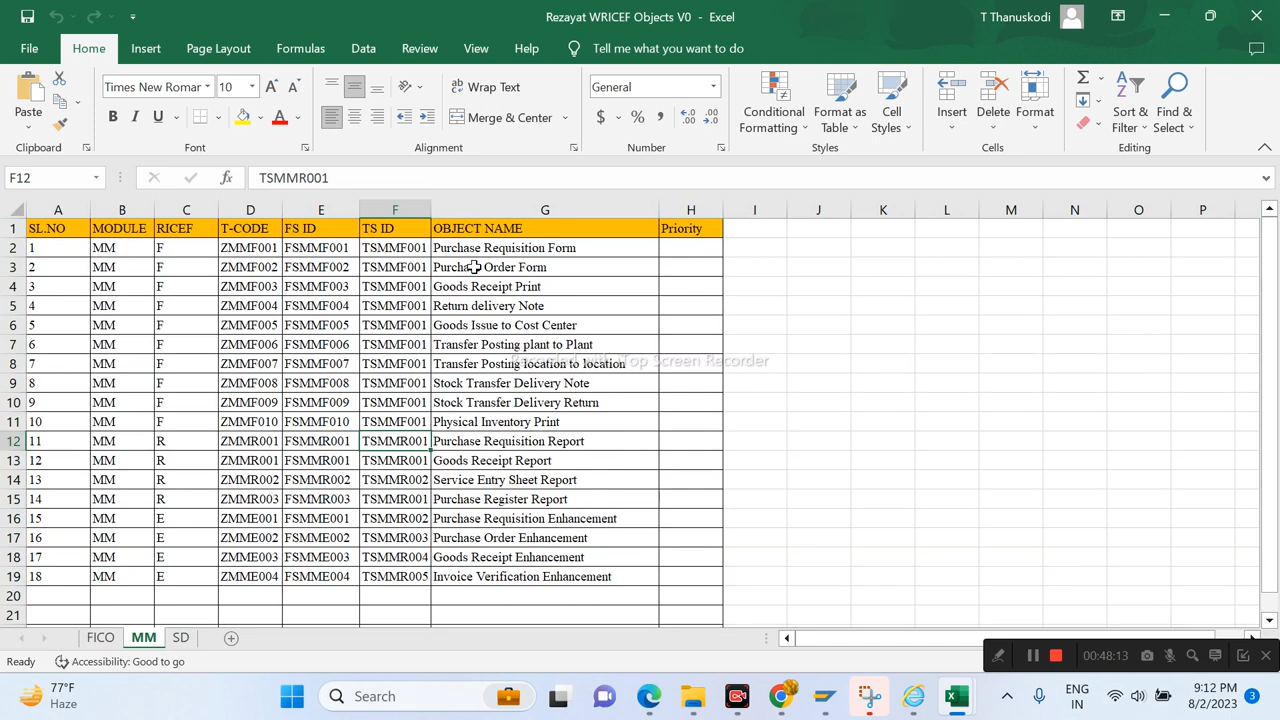 Rezayat WRICEF Objects V0 - Excel
T Thanuskodi
File Home Insert Page Layout Formulas Data Review View Help Tell me what you want to do
Paste
Clipboard
Times New Roman 10
B I U A
Font
Wrap Text
Merge & Center
Alignment
General
$ % ,
Number
Conditional Formatting
Format as Table
Cell Styles
Styles
Insert Delete Format
Cells
Sort & Filter
Find & Select
Editing
F12 fx TSMMR001
A B C D E F G H I J K L M N O P
1 SL.NO MODULE RICEF T-CODE FS ID TS ID OBJECT NAME Priority
2 1 MM F ZMMF001 FSMMF001 TSMMF001 Purchase Requisition Form
3 2 MM F ZMMF002 FSMMF002 TSMMF001 Purchase Order Form
4 3 MM F ZMMF003 FSMMF003 TSMMF001 Goods Receipt Print
5 4 MM F ZMMF004 FSMMF004 TSMMF001 Return delivery Note
6 5 MM F ZMMF005 FSMMF005 TSMMF001 Goods Issue to Cost Center
7 6 MM F ZMMF006 FSMMF006 TSMMF001 Transfer Posting plant to Plant
Recorded with iTop Screen Recorder
8 7 MM F ZMMF007 FSMMF007 TSMMF001 Transfer Posting location to location
9 8 MM F ZMMF008 FSMMF008 TSMMF001 Stock Transfer Delivery Note
10 9 MM F ZMMF009 FSMMF009 TSMMF001 Stock Transfer Delivery Return
11 10 MM F ZMMF010 FSMMF010 TSMMF001 Physical Inventory Print
12 11 MM R ZMMR001 FSMMR001 TSMMR001 Purchase Requisition Report
13 12 MM R ZMMR001 FSMMR001 TSMMR001 Goods Receipt Report
14 13 MM R ZMMR002 FSMMR002 TSMMR002 Service Entry Sheet Report
15 14 MM R ZMMR003 FSMMR003 TSMMR001 Purchase Register Report
16 15 MM E ZMME001 FSMME001 TSMMR002 Purchase Requisition Enhancement
17 16 MM E ZMME002 FSMME002 TSMMR003 Purchase Order Enhancement
18 17 MM E ZMME003 FSMME003 TSMMR004 Goods Receipt Enhancement
19 18 MM E ZMME004 FSMME004 TSMMR005 Invoice Verification Enhancement
20
21
FICO MM SD
Ready Accessibility: Good to go
00:48:13
77°F
Haze
Search
ENG
IN
9:12 PM
8/2/2023
3